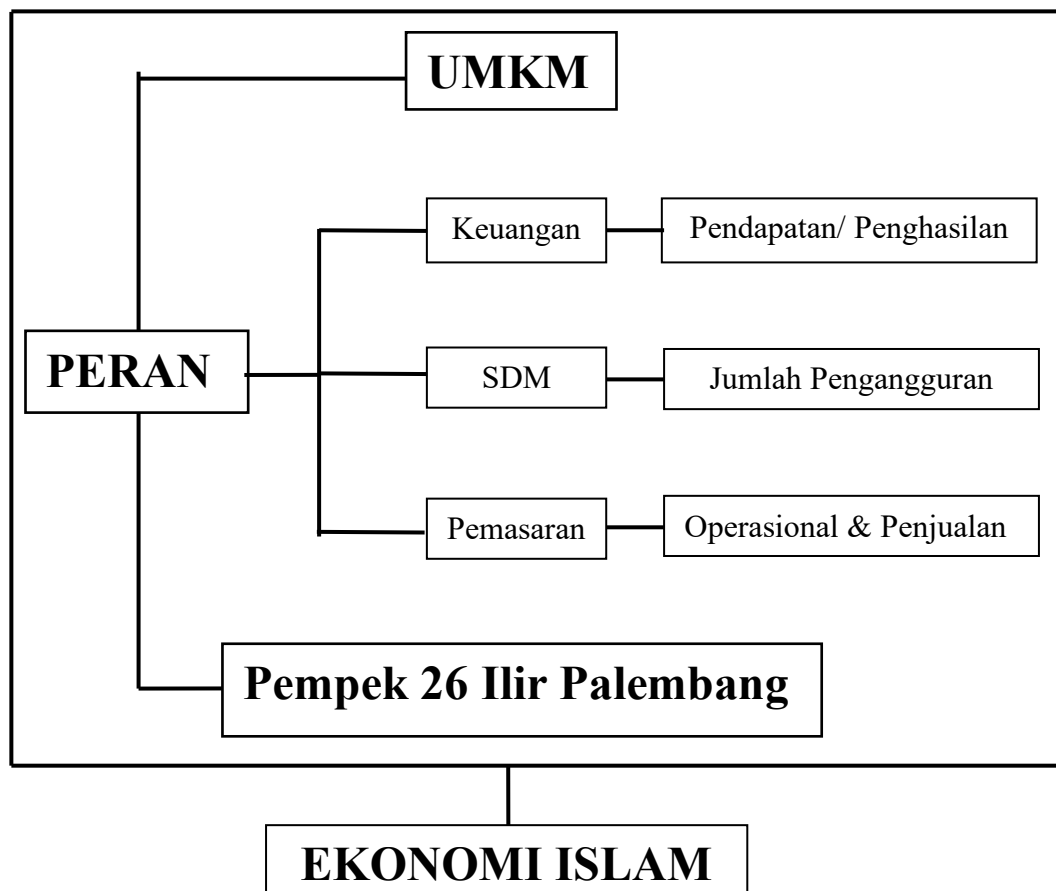 UMKM
Keuangan
Pendapatan/ Penghasilan
PERAN
SDM
Jumlah Pengangguran
Pemasaran
Operasional & Penjualan
Pempek 26 Ilir Palembang
EKONOMI ISLAM